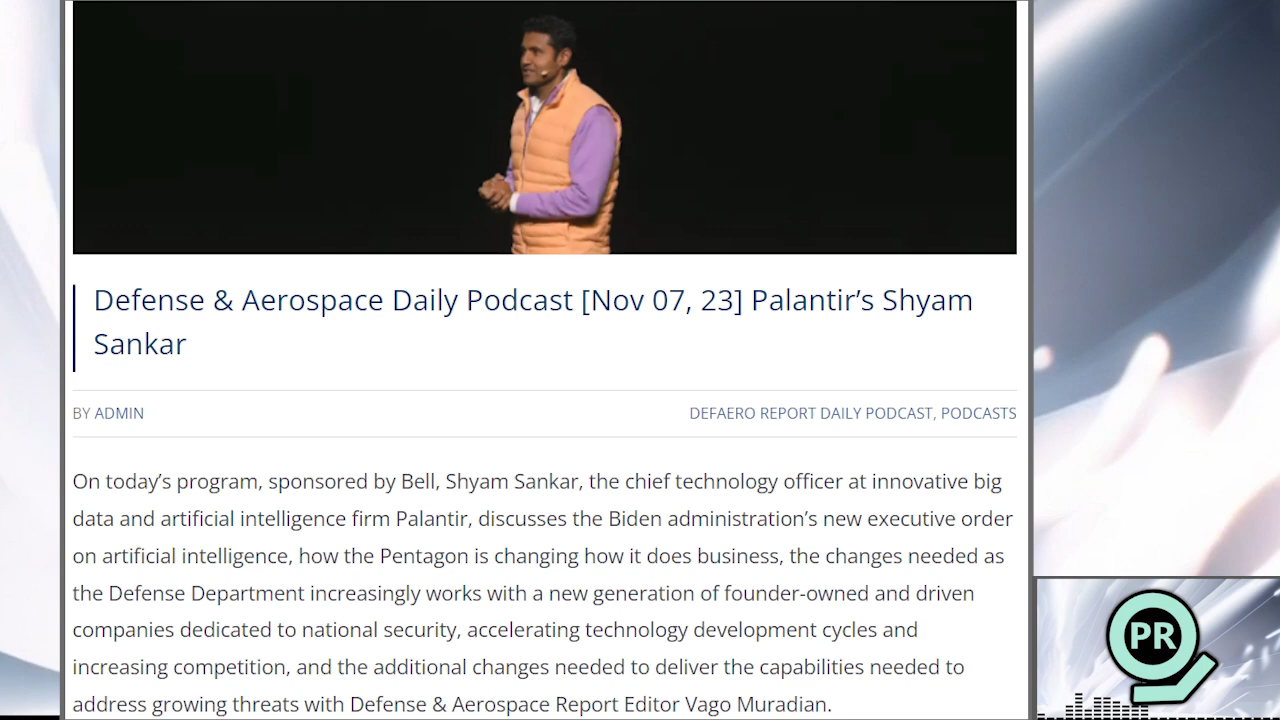 Defense & Aerospace Daily Podcast [Nov 07, 23] Palantir’s Shyam
Sankar
BY ADMIN
DEFAERO REPORT DAILY PODCAST, PODCASTS
On today’s program, sponsored by Bell, Shyam Sankar, the chief technology officer at innovative big
data and artificial intelligence firm Palantir, discusses the Biden administration’s new executive order
on artificial intelligence, how the Pentagon is changing how it does business, the changes needed as
the Defense Department increasingly works with a new generation of founder-owned and driven
companies dedicated to national security, accelerating technology development cycles and
increasing competition, and the additional changes needed to deliver the capabilities needed to
address growing threats with Defense & Aerospace Report Editor Vago Muradian.
PR